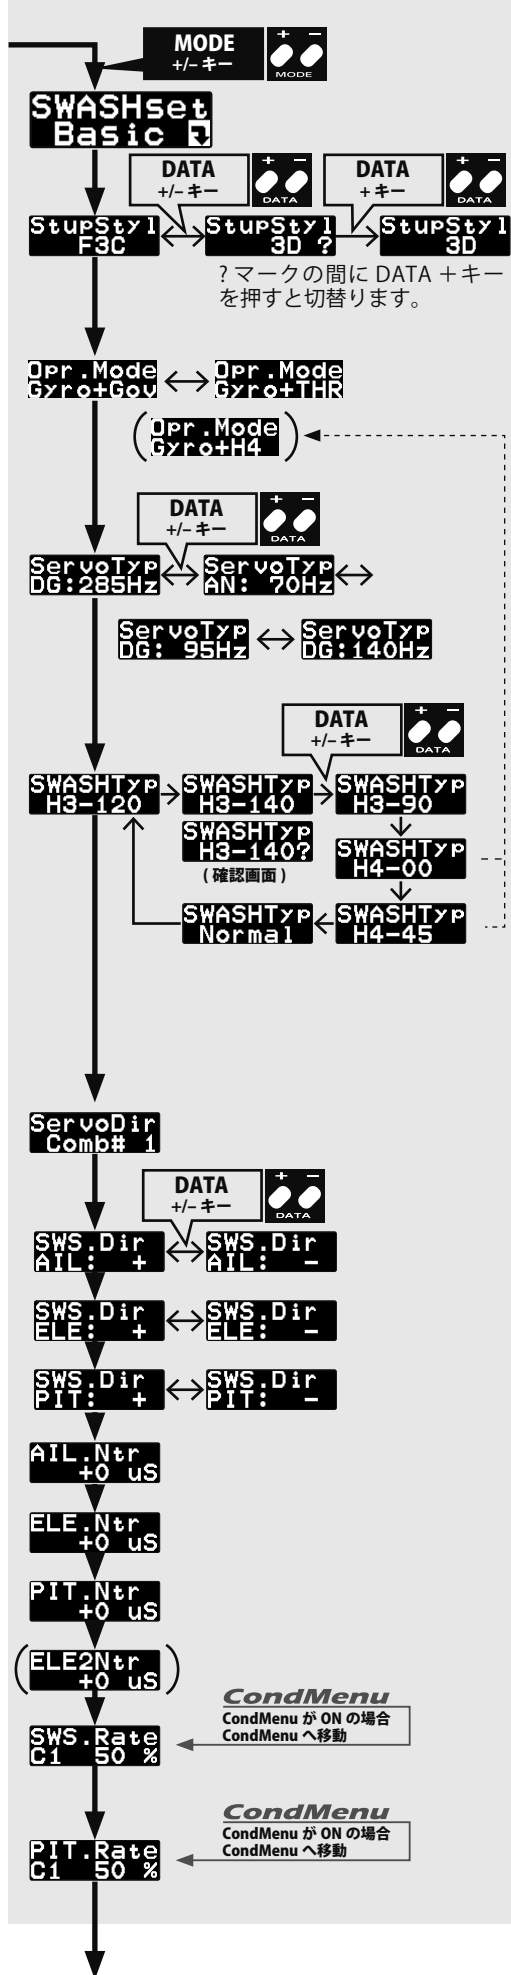 MODE
+/– キー
+ –
MODE
SWASHset
Basic
DATA
+/– キー
+ –
DATA
DATA
+ キー
+ –
DATA
StupStyl
F3C
StupStyl
3D ?
StupStyl
3D
? マークの間に DATA ＋キー
を押すと切替ります。
Opr.Mode
Gyro+Gov
Opr.Mode
Gyro+THR
Opr.Mode
Gyro+H4
DATA
+/– キー
+ –
DATA
ServoTyp
DG:285Hz
ServoTyp
AN: 70Hz
ServoTyp
DG: 95Hz
ServoTyp
DG:140Hz
DATA
+/– キー
+ –
DATA
SWASHTyp
H3-120
SWASHTyp
H3-140
SWASHTyp
H3-90
SWASHTyp
H3-140?
( 確認画面 )
SWASHTyp
H4-00
SWASHTyp
Normal
SWASHTyp
H4-45
ServoDir
Comb# 1
DATA
+/– キー
+ –
DATA
SWS.Dir
AIL: +
SWS.Dir
AIL: -
SWS.Dir
ELE: +
SWS.Dir
ELE: -
SWS.Dir
PIT: +
SWS.Dir
PIT: -
AIL.Ntr
+0 uS
ELE.Ntr
+0 uS
PIT.Ntr
+0 uS
ELE2Ntr
+0 uS
CondMenu
CondMenu が ON の場合
CondMenu へ移動
SWS.Rate
C1 50 %
CondMenu
CondMenu が ON の場合
CondMenu へ移動
PIT.Rate
C1 50 %